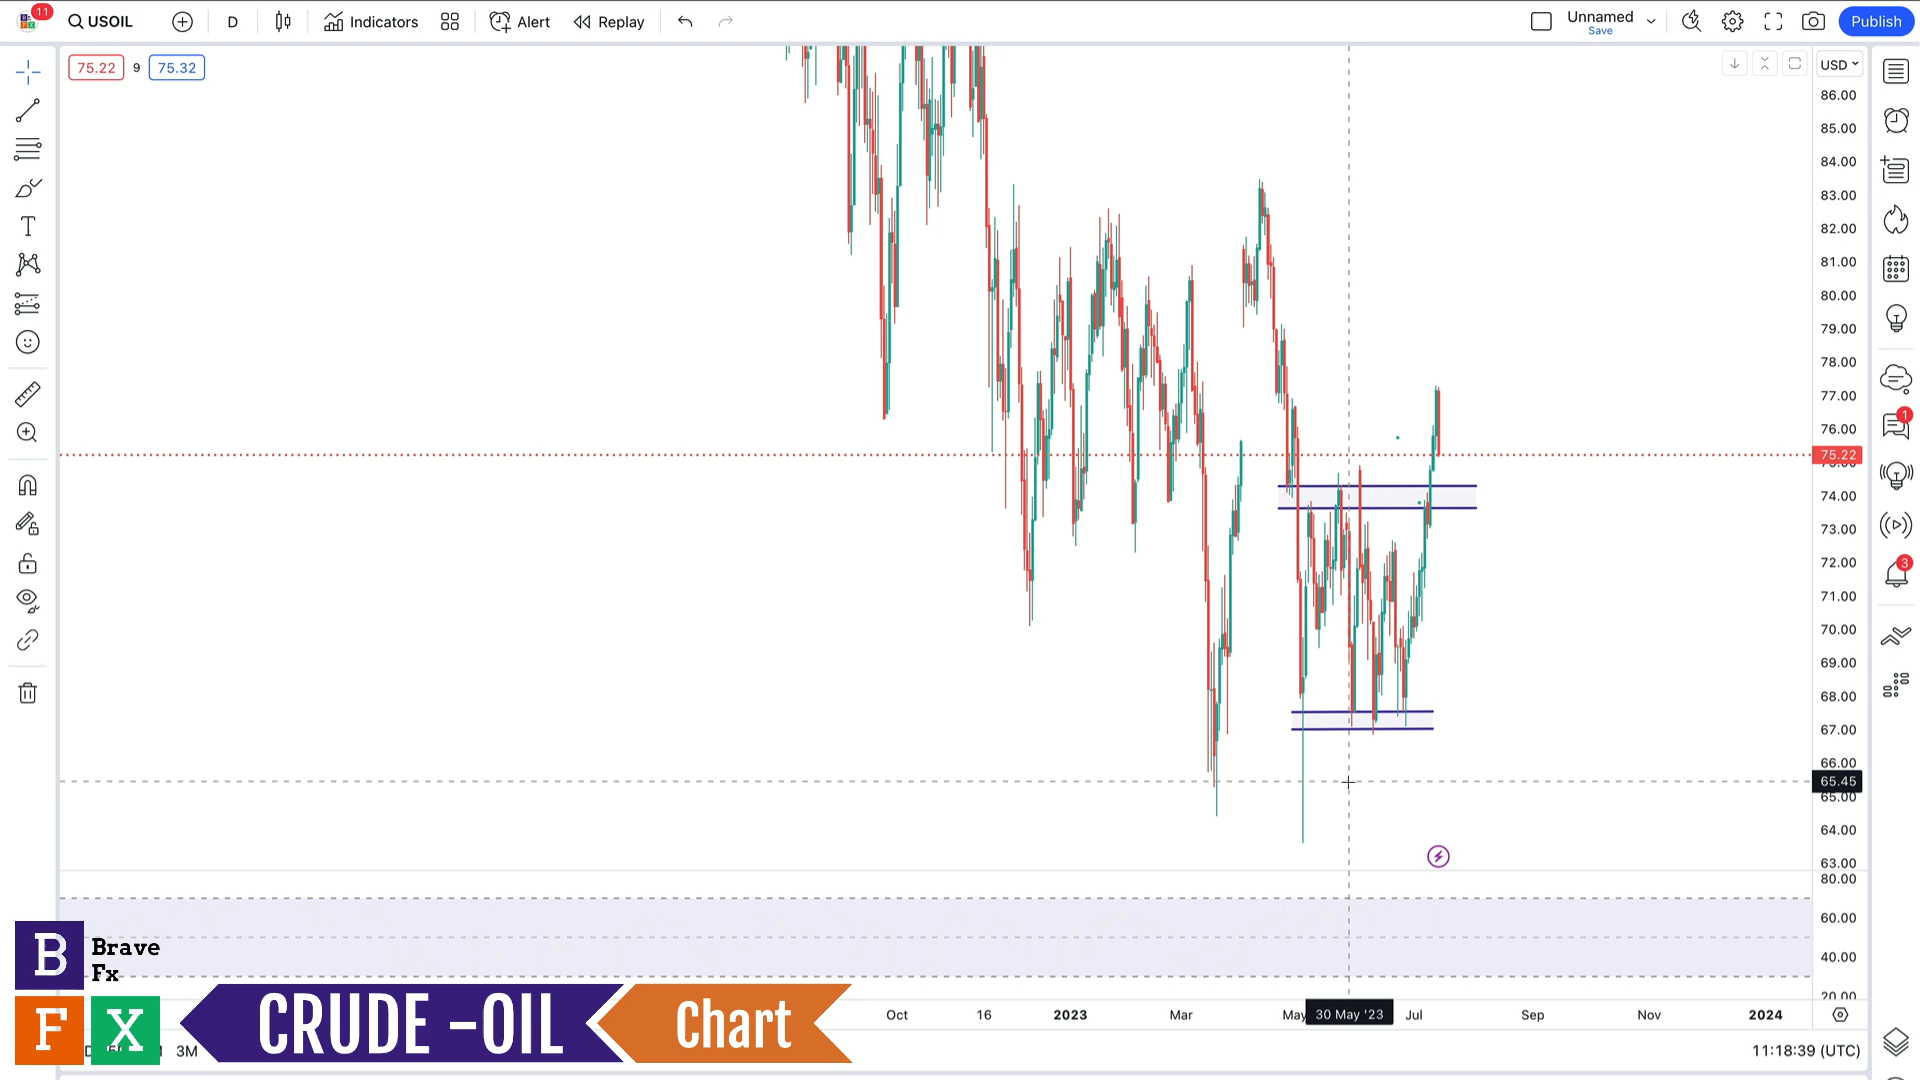 11
USOIL
D
Indicators
Alert
Replay
Unnamed
Save
Publish
75.22 9 75.32
USD
86.00
85.00
84.00
83.00
82.00
81.00
80.00
79.00
78.00
77.00
76.00
75.22
74.00
73.00
72.00
71.00
70.00
69.00
68.00
67.00
66.00
65.45
65.00
64.00
63.00
80.00
60.00
40.00
20.00
1
3
Oct 16 2023 Mar May 30 May '23 Jul Sep Nov 2024
B Brave
Fx
F X
CRUDE -OIL Chart
3M
11:18:39 (UTC)